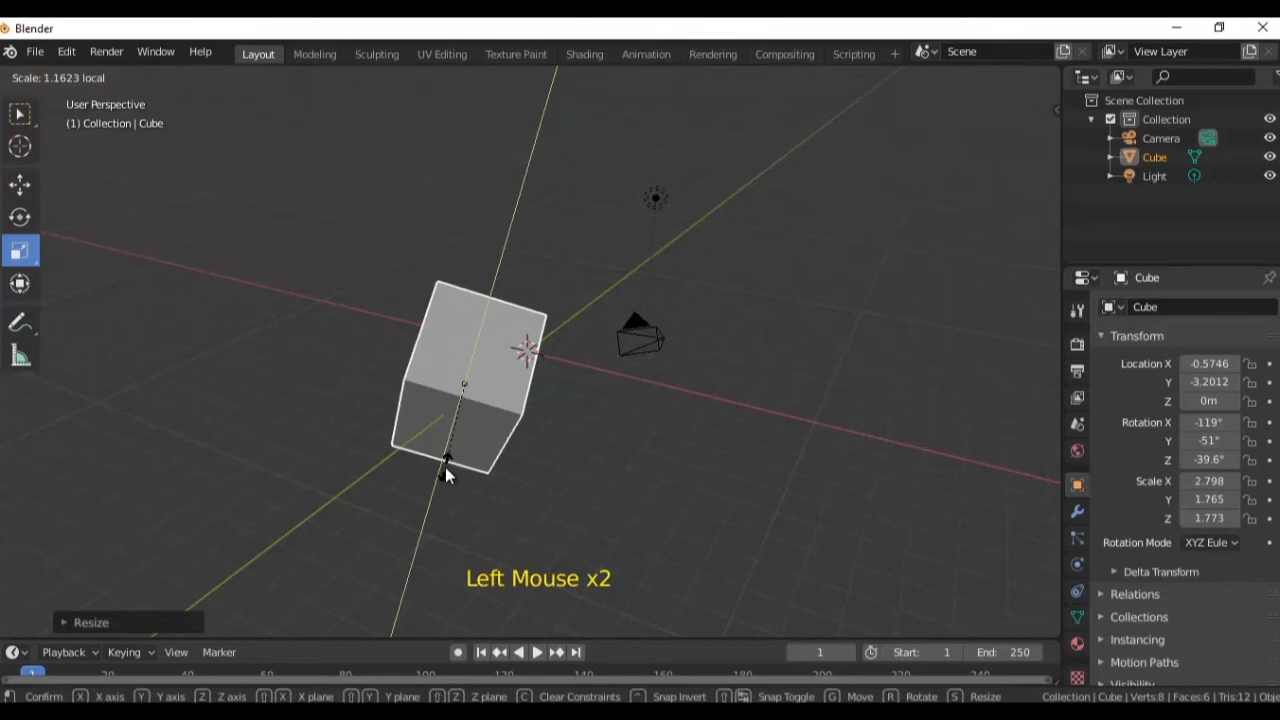 Blender
File Edit Render Window Help
Layout Modeling Sculpting UV Editing Texture Paint Shading Animation Rendering Compositing Scripting +
Scene
View Layer
Scale: 1.1623 local
User Perspective
(1) Collection | Cube
Scene Collection
Collection
Camera
Cube
Light
Cube
Cube
Transform
Location X -0.5746
Y -3.2012
Z 0m
Rotation X -119°
Y -51°
Z -39.6°
Scale X 2.798
Y 1.765
Z 1.773
Rotation Mode XYZ Eule
Delta Transform
Relations
Collections
Instancing
Motion Paths
Left Mouse x2
Resize
Playback Keying View Marker
1 Start: 1 End: 250
1
Confirm X X axis Y Y axis Z Z axis X X plane Y Y plane Z Z plane C Clear Constraints Snap Invert Snap Toggle G Move R Rotate S Resize Collection | Cube | Verts:8 | Faces:6 | Tris:12 | Obje